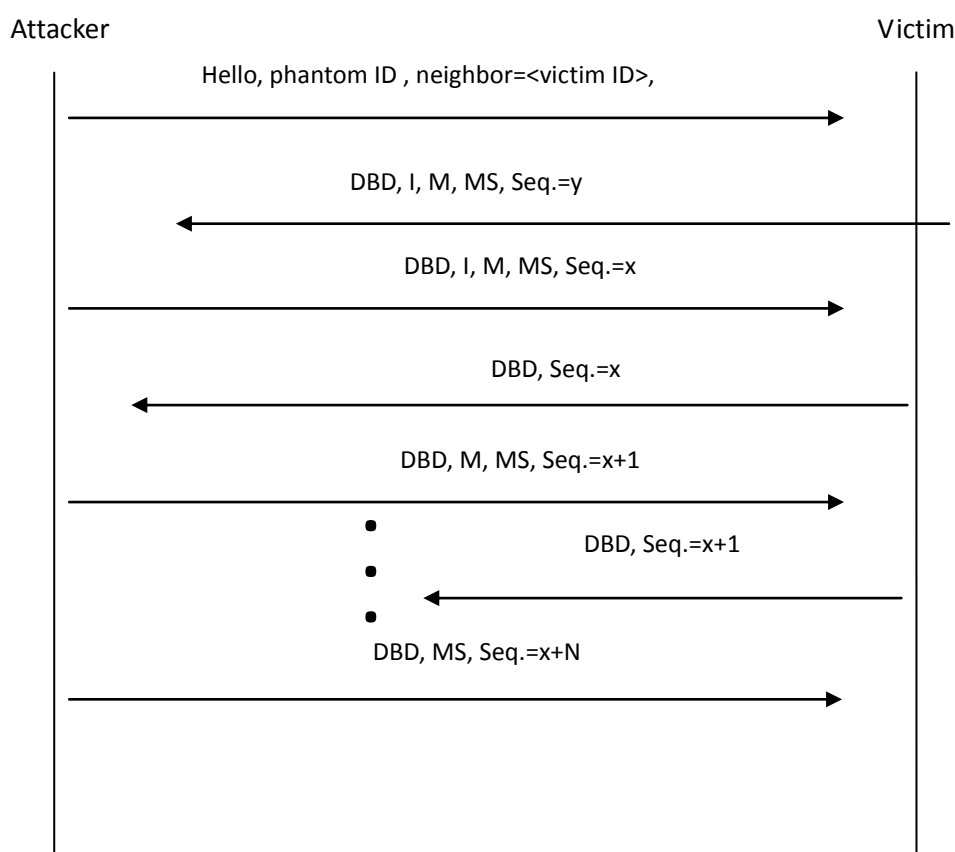 Attacker
Victim
Hello, phantom ID , neighbor=<victim ID>,
DBD, I, M, MS, Seq.=y
DBD, I, M, MS, Seq.=x
DBD, Seq.=x
DBD, M, MS, Seq.=x+1
DBD, Seq.=x+1
DBD, MS, Seq.=x+N